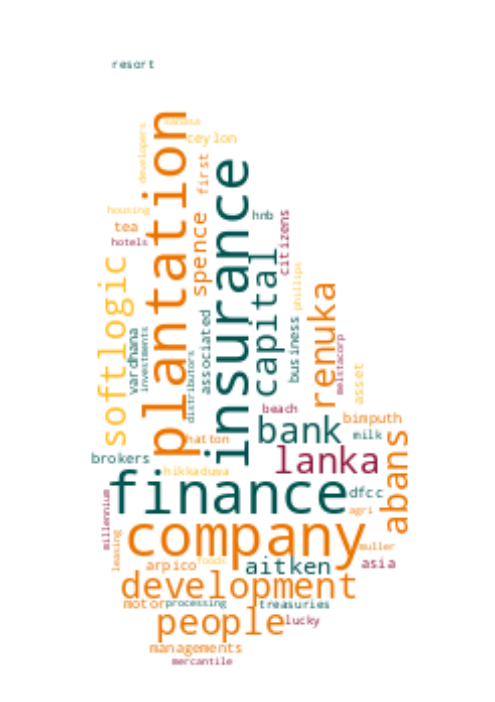 resort
plantation
ceylon
developers
first
insurance
housing
tea
hotels
spence
hnb
citizens
capital
softlogic
phillips
renuka
vardhana
investments
associated
business
melstacorp
distributors
asset
beach
bimputh
bank
milk
hatton
abans
brokers
lanka
hikkaduwa
finance
dfcc
millennium
agri
company
leasing
muller
arpico
foods
aitken
asia
development
motor
processing
treasuries
people
lucky
managements
mercantile